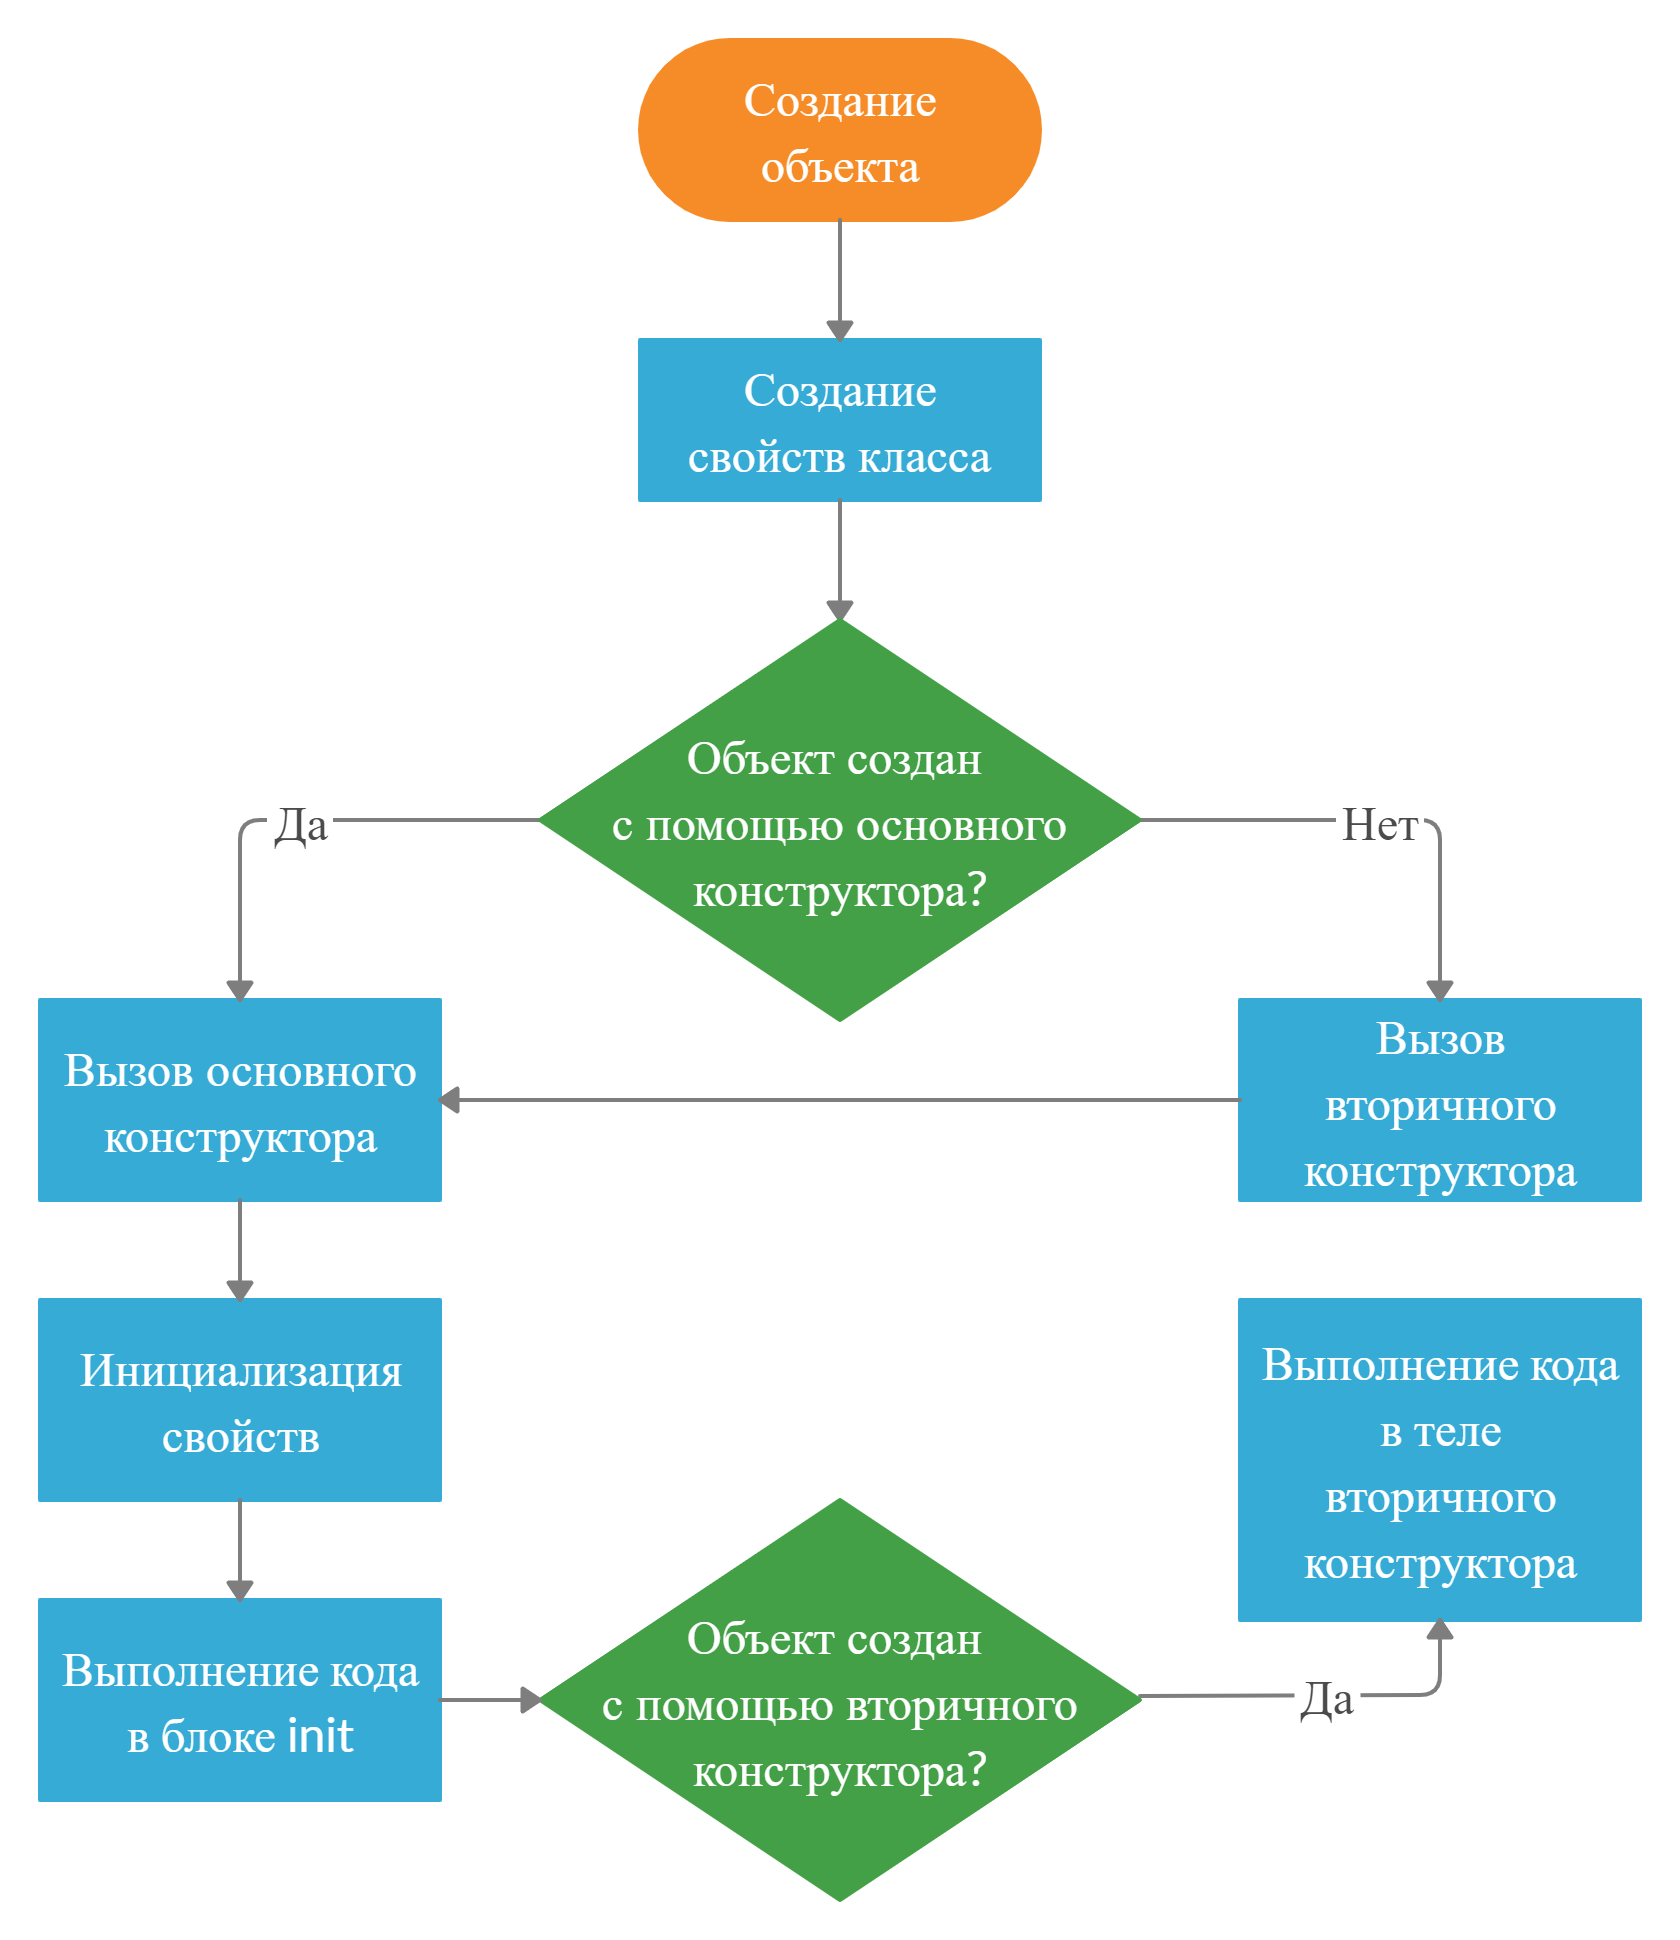 Создание
объекта
Создание
свойств класса
Объект создан
с помощью основного
конструктора?
Да
Нет
Вызов основного
конструктора
Вызов
вторичного
конструктора
Инициализация
свойств
Выполнение кода
в теле
вторичного
конструктора
Выполнение кода
в блоке init
Объект создан
с помощью вторичного
конструктора?
Да